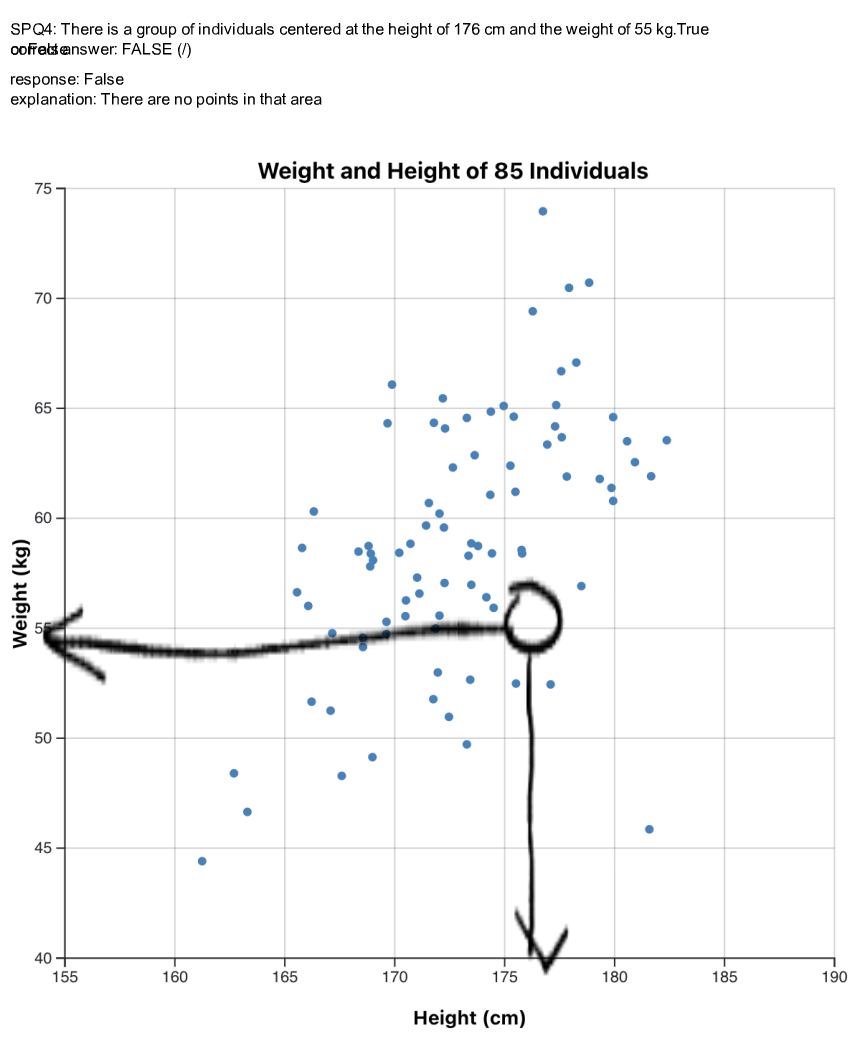 SPQ4: There is a group of individuals centered at the height of 176 cm and the weight of 55 kg.True
or False
correct answer: FALSE (/)
response: False
explanation: There are no points in that area
Weight and Height of 85 Individuals
75
70
65
60
55
50
45
40
Weight (kg)
155 160 165 170 175 180 185 190
Height (cm)